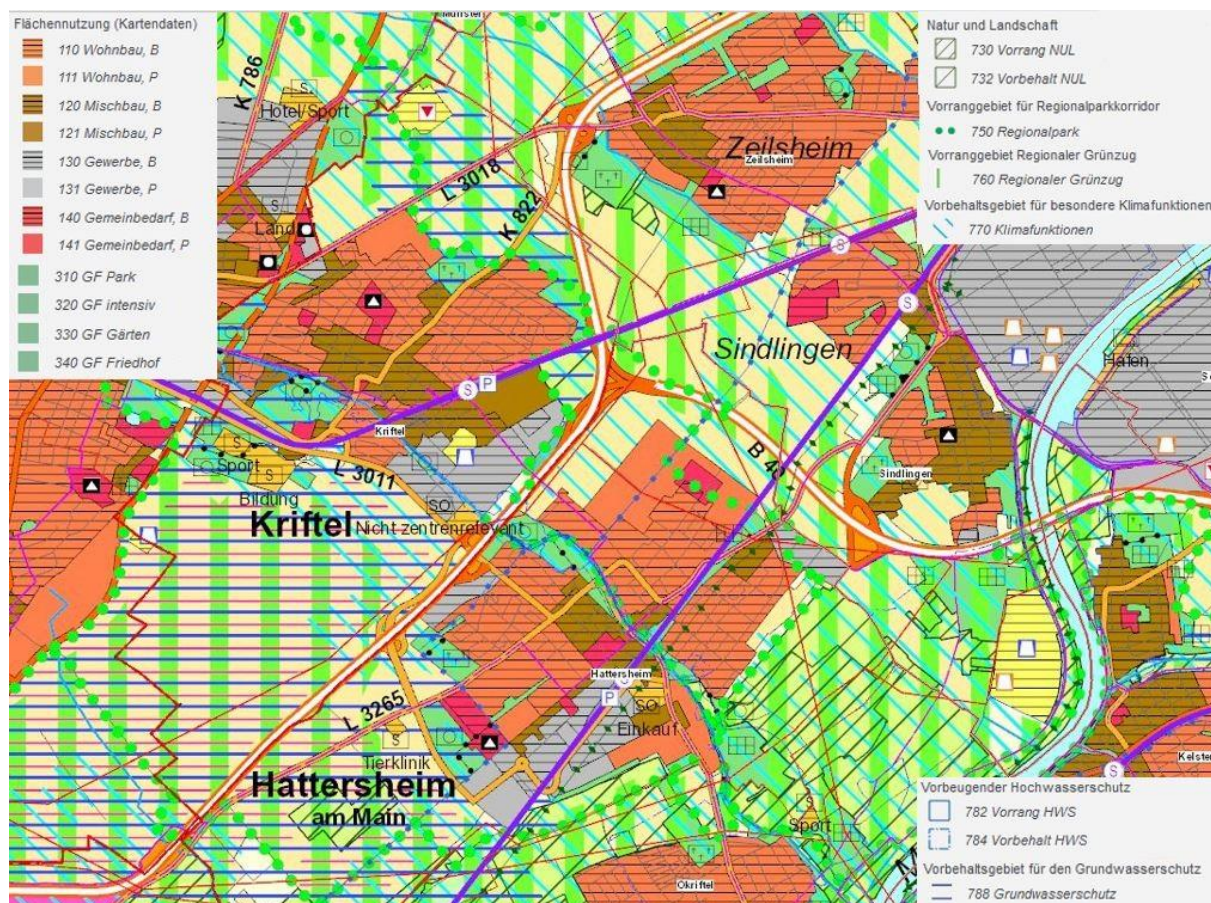 Flächennutzung (Kartendaten)
110 Wohnbau, B
111 Wohnbau, P
120 Mischbau, B
121 Mischbau, P
130 Gewerbe, B
131 Gewerbe, P
140 Gemeinbedarf, B
141 Gemeinbedarf, P
310 GF Park
320 GF intensiv
330 GF Gärten
340 GF Friedhof
Natur und Landschaft
730 Vorrang NUL
732 Vorbehalt NUL
Vorranggebiet für Regionalparkkorridor
750 Regionalpark
Vorranggebiet Regionaler Grünzug
760 Regionaler Grünzug
Vorbehaltsgebiet für besondere Klimafunktionen
770 Klimafunktionen
Münster
K 786
S
Hotel/Sport
L 3018
K 822
Zeilsheim
Zeilsheim
S
Land
S
S
Sindlingen
Hafen
S
P
Kriftel
S
Sport
S
Bildung
L 3011
SO
Kriftel
Nicht zentrenrelevant
B 40
Sindlingen
Hattersheim
S
P
SO
Einkauf
L 3265
S
Tierklinik
Hattersheim
am Main
S
Sport
Okriftel
S
Kelster
Vorbeugender Hochwasserschutz
782 Vorrang HWS
784 Vorbehalt HWS
Vorbehaltsgebiet für den Grundwasserschutz
788 Grundwasserschutz